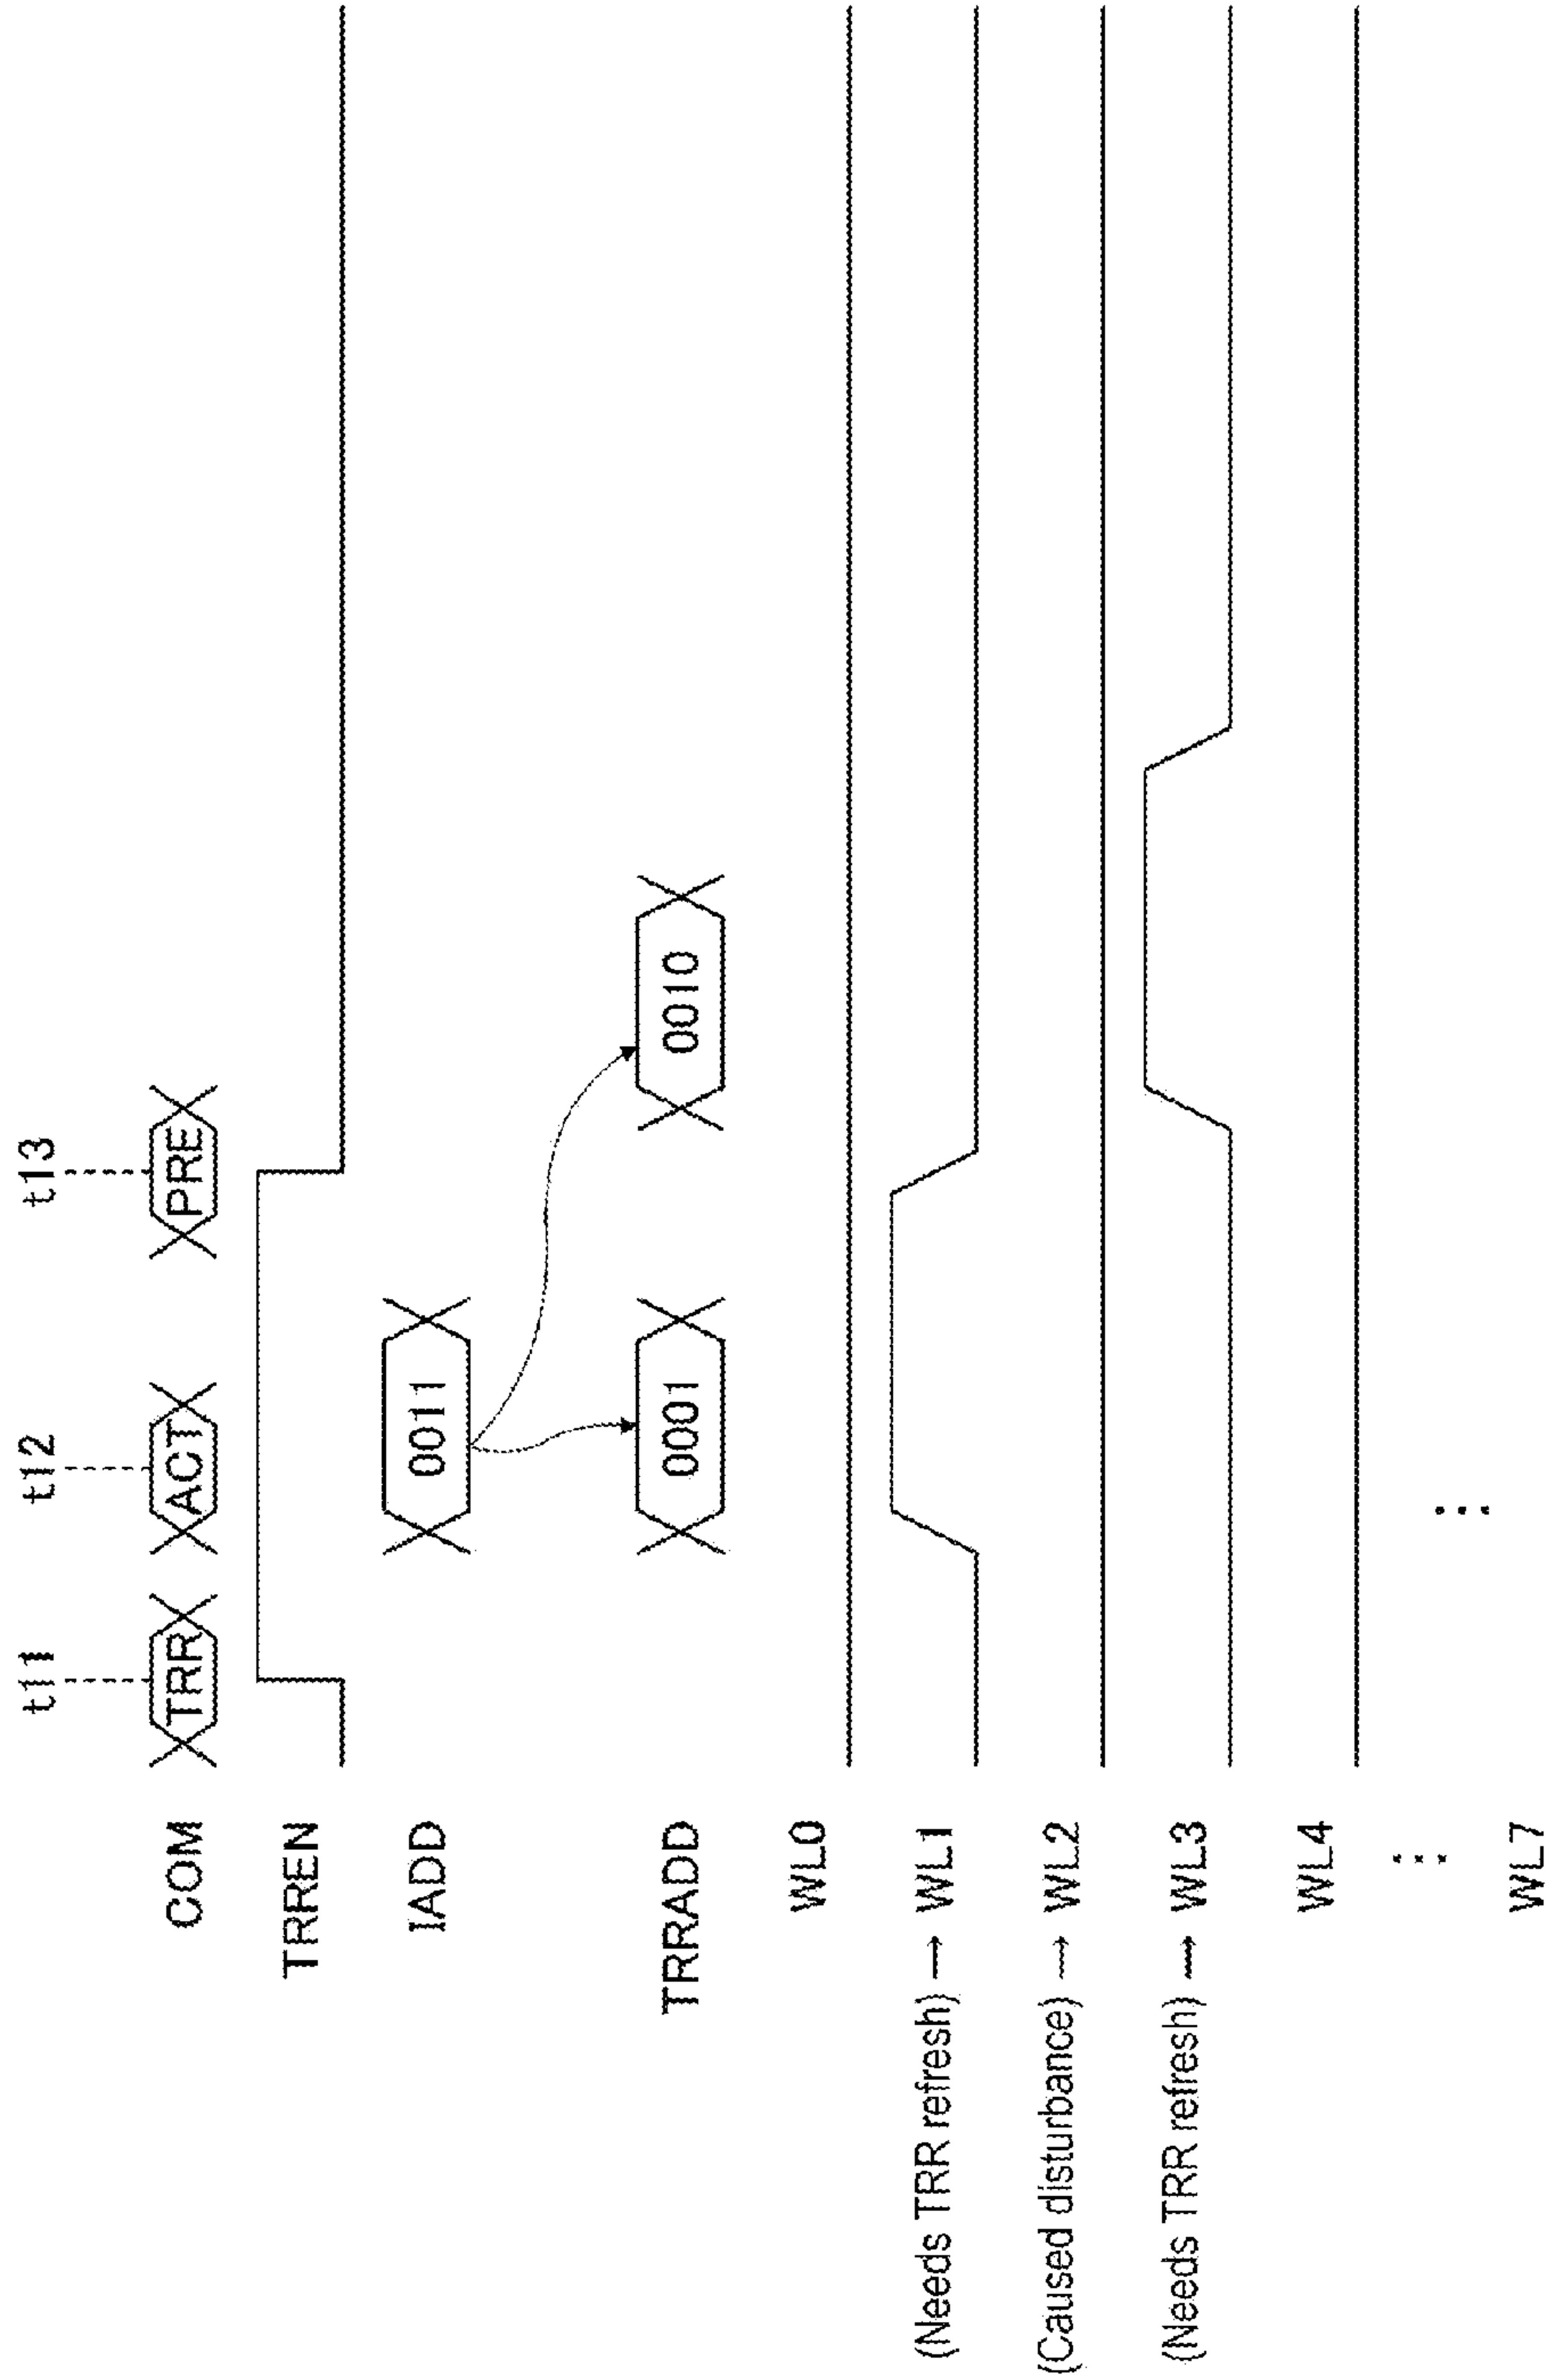 t11 t12 t13
COM TRR ACT PRE
TRREN
IADD 0011
TRRADD 0001 0010
WL0
(Needs TRR refresh) → WL1
(Caused disturbance) → WL2
(Needs TRR refresh) → WL3
WL4
⋮ ⋮
WL7